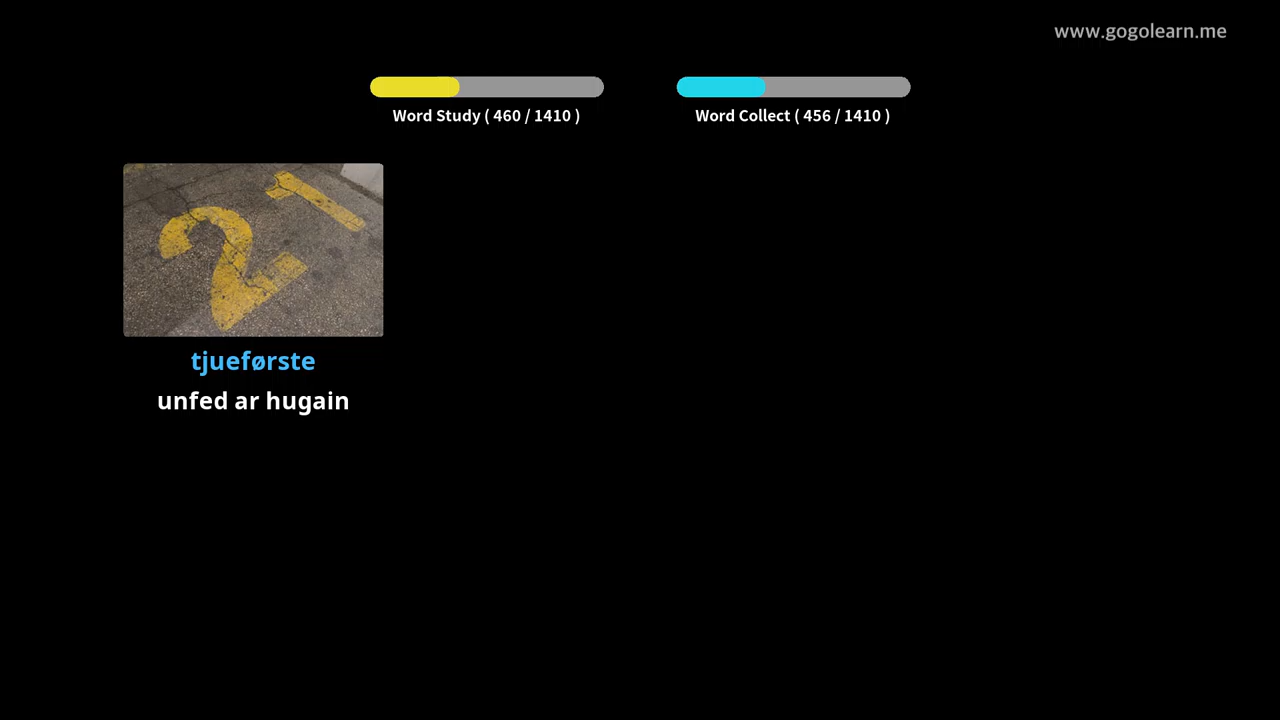 www.gogolearn.me
Word Study ( 460 / 1410 )
Word Collect ( 456 / 1410 )
21
tjueførste
unfed ar hugain